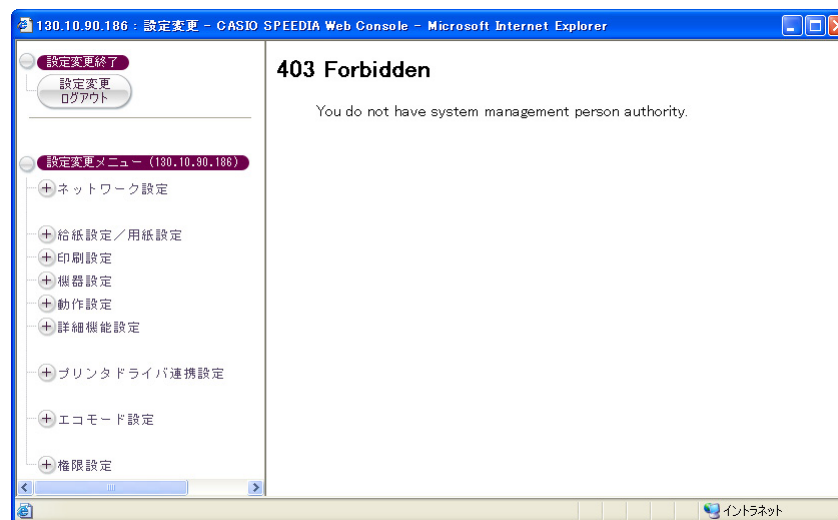 130.10.90.186 : 設定変更 - CASIO SPEEDIA Web Console - Microsoft Internet Explorer
設定変更終了
設定変更
ログアウト
設定変更メニュー (130.10.90.186)
ネットワーク設定
給紙設定／用紙設定
印刷設定
機器設定
動作設定
詳細機能設定
プリンタドライバ連携設定
エコモード設定
権限設定
403 Forbidden
You do not have system management person authority.
イントラネット